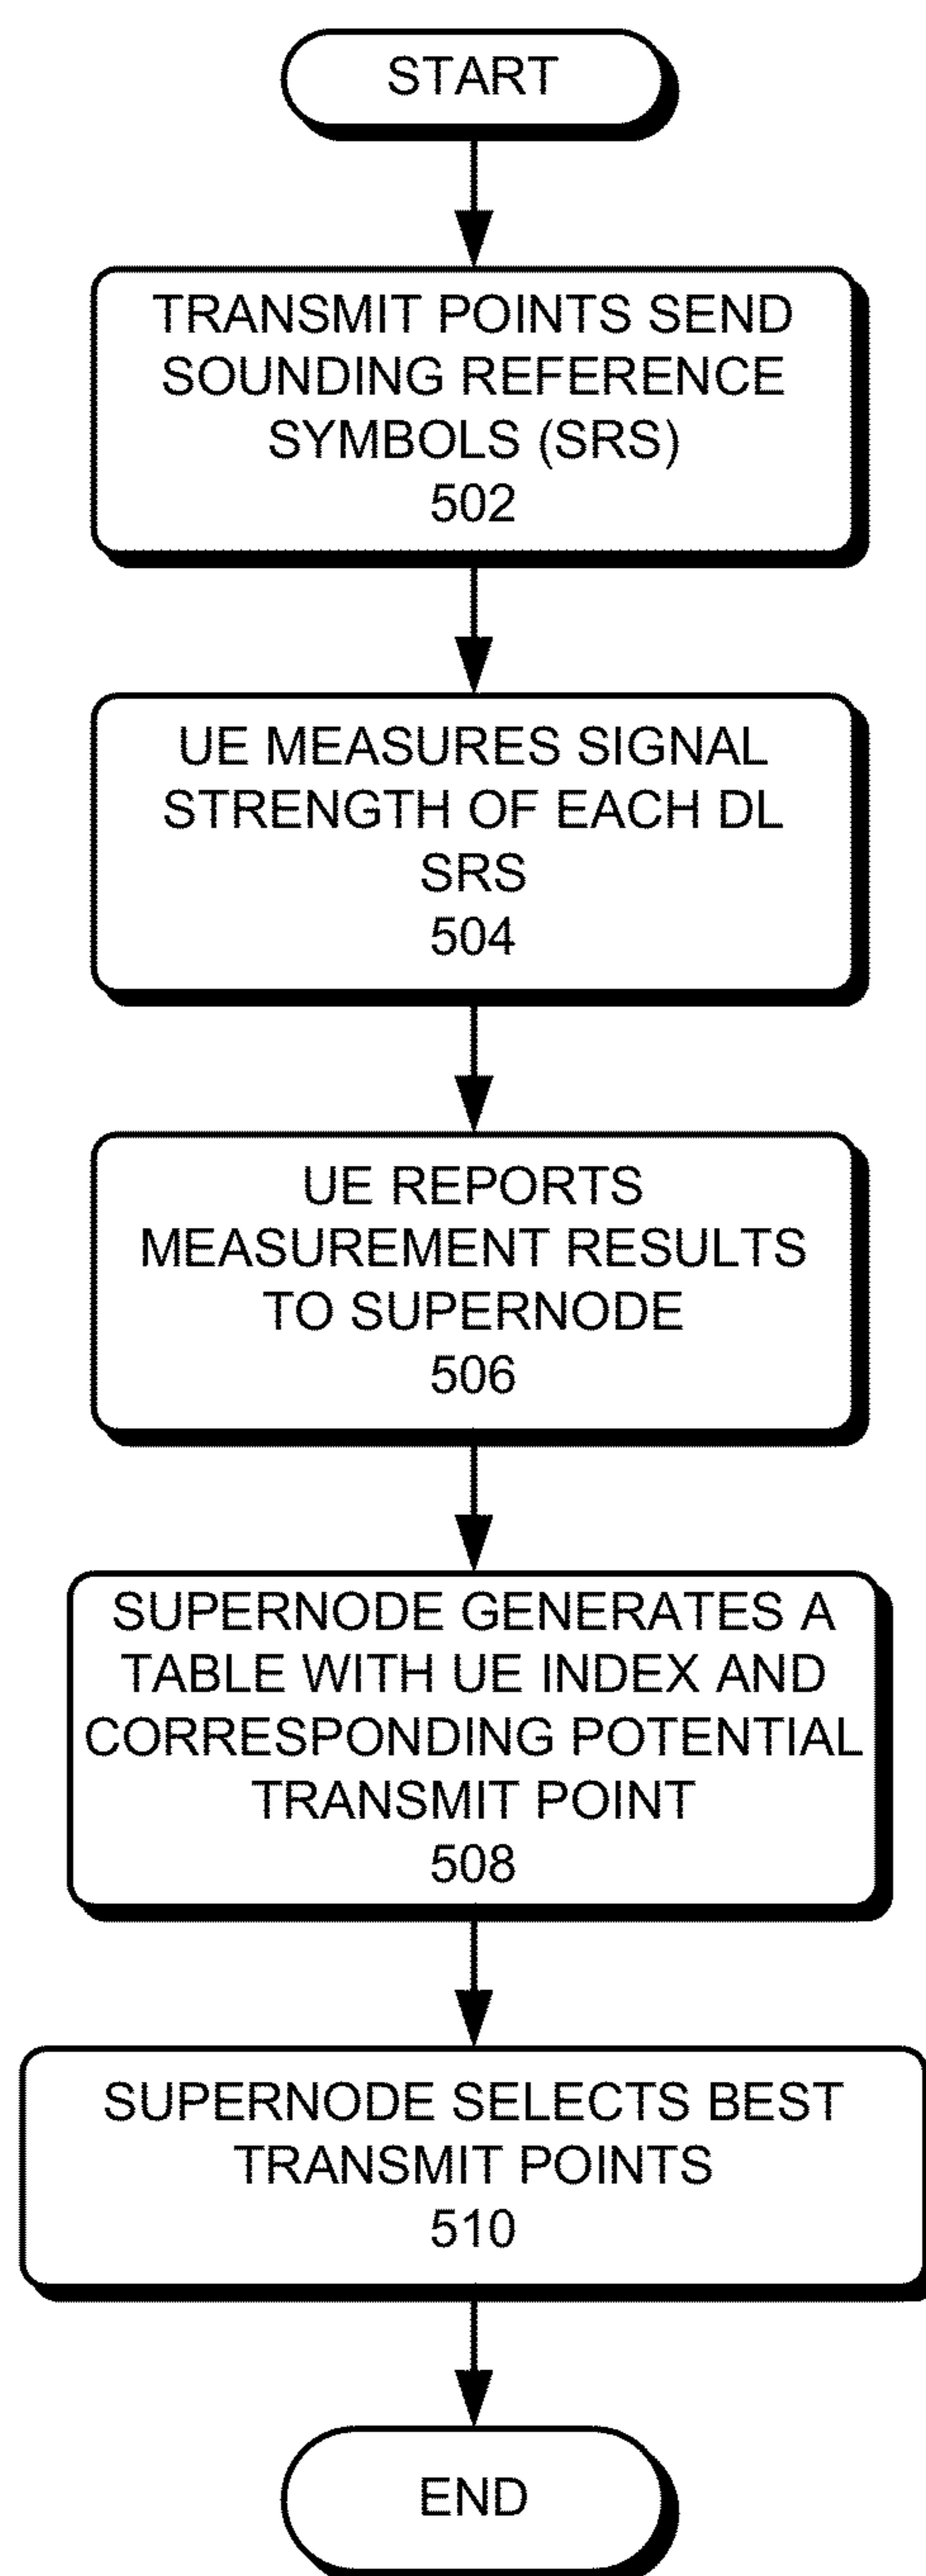 START
TRANSMIT POINTS SEND
SOUNDING REFERENCE
SYMBOLS (SRS)
502
UE MEASURES SIGNAL
STRENGTH OF EACH DL
SRS
504
UE REPORTS
MEASUREMENT RESULTS
TO SUPERNODE
506
SUPERNODE GENERATES A
TABLE WITH UE INDEX AND
CORRESPONDING POTENTIAL
TRANSMIT POINT
508
SUPERNODE SELECTS BEST
TRANSMIT POINTS
510
END